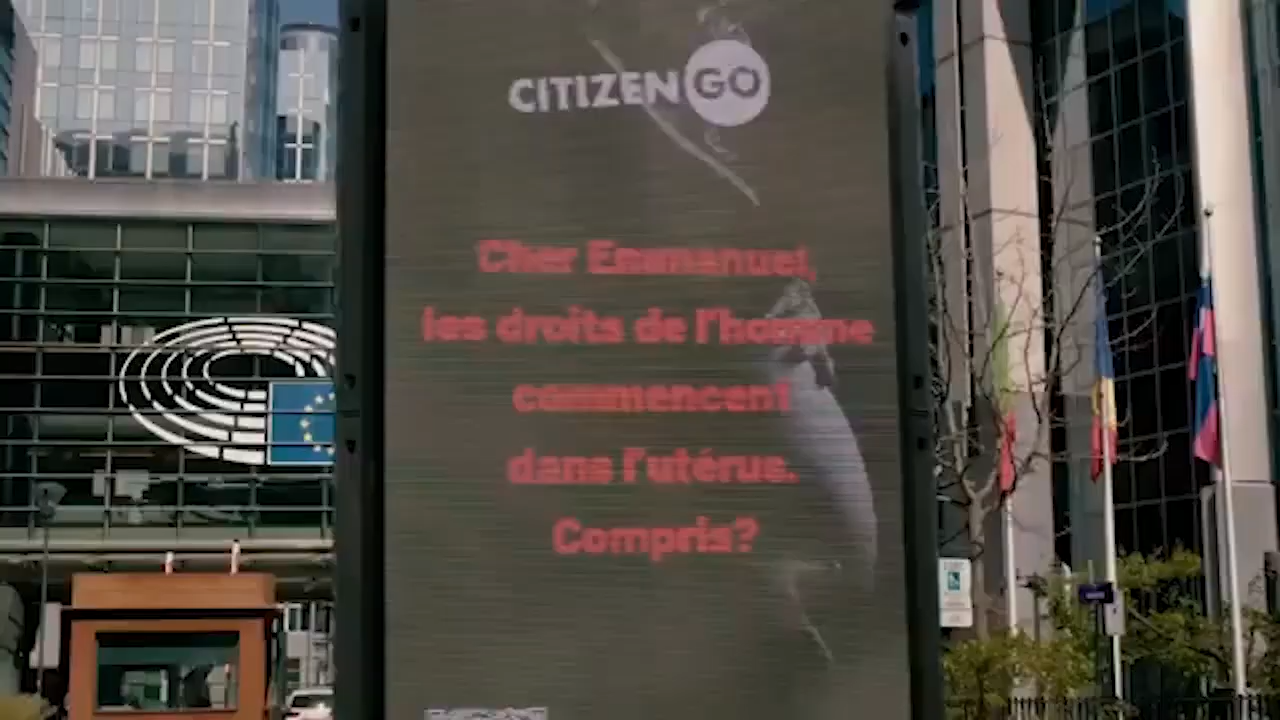 CITIZENGO
Cher Emmanuel,
les droits de l'homme
commencent
dans l'utérus.
Compris?